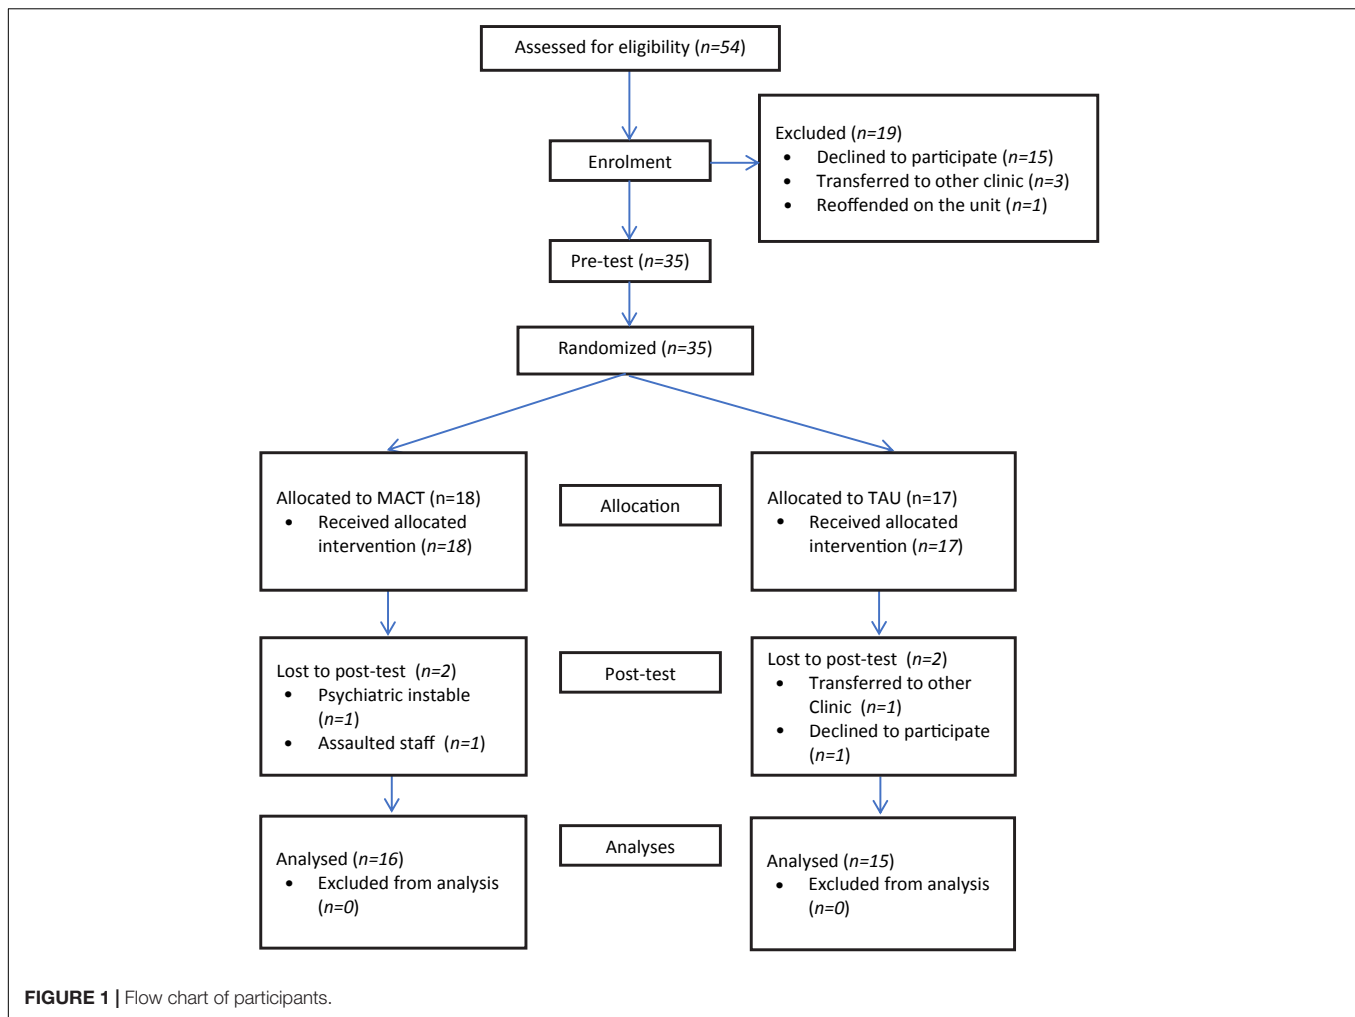 Assessed for eligibility (n=54)
Enrolment
Excluded (n=19)
• Declined to participate (n=15)
• Transferred to other clinic (n=3)
• Reoffended on the unit (n=1)
Pre-test (n=35)
Randomized (n=35)
Allocated to MACT (n=18)
• Received allocated
intervention (n=18)
Allocation
Allocated to TAU (n=17)
• Received allocated
intervention (n=17)
Lost to post-test (n=2)
• Psychiatric instable
(n=1)
• Assaulted staff (n=1)
Post-test
Lost to post-test (n=2)
• Transferred to other
Clinic (n=1)
• Declined to participate
(n=1)
Analysed (n=16)
• Excluded from analysis
(n=0)
Analyses
Analysed (n=15)
• Excluded from analysis
(n=0)
FIGURE 1 | Flow chart of participants.